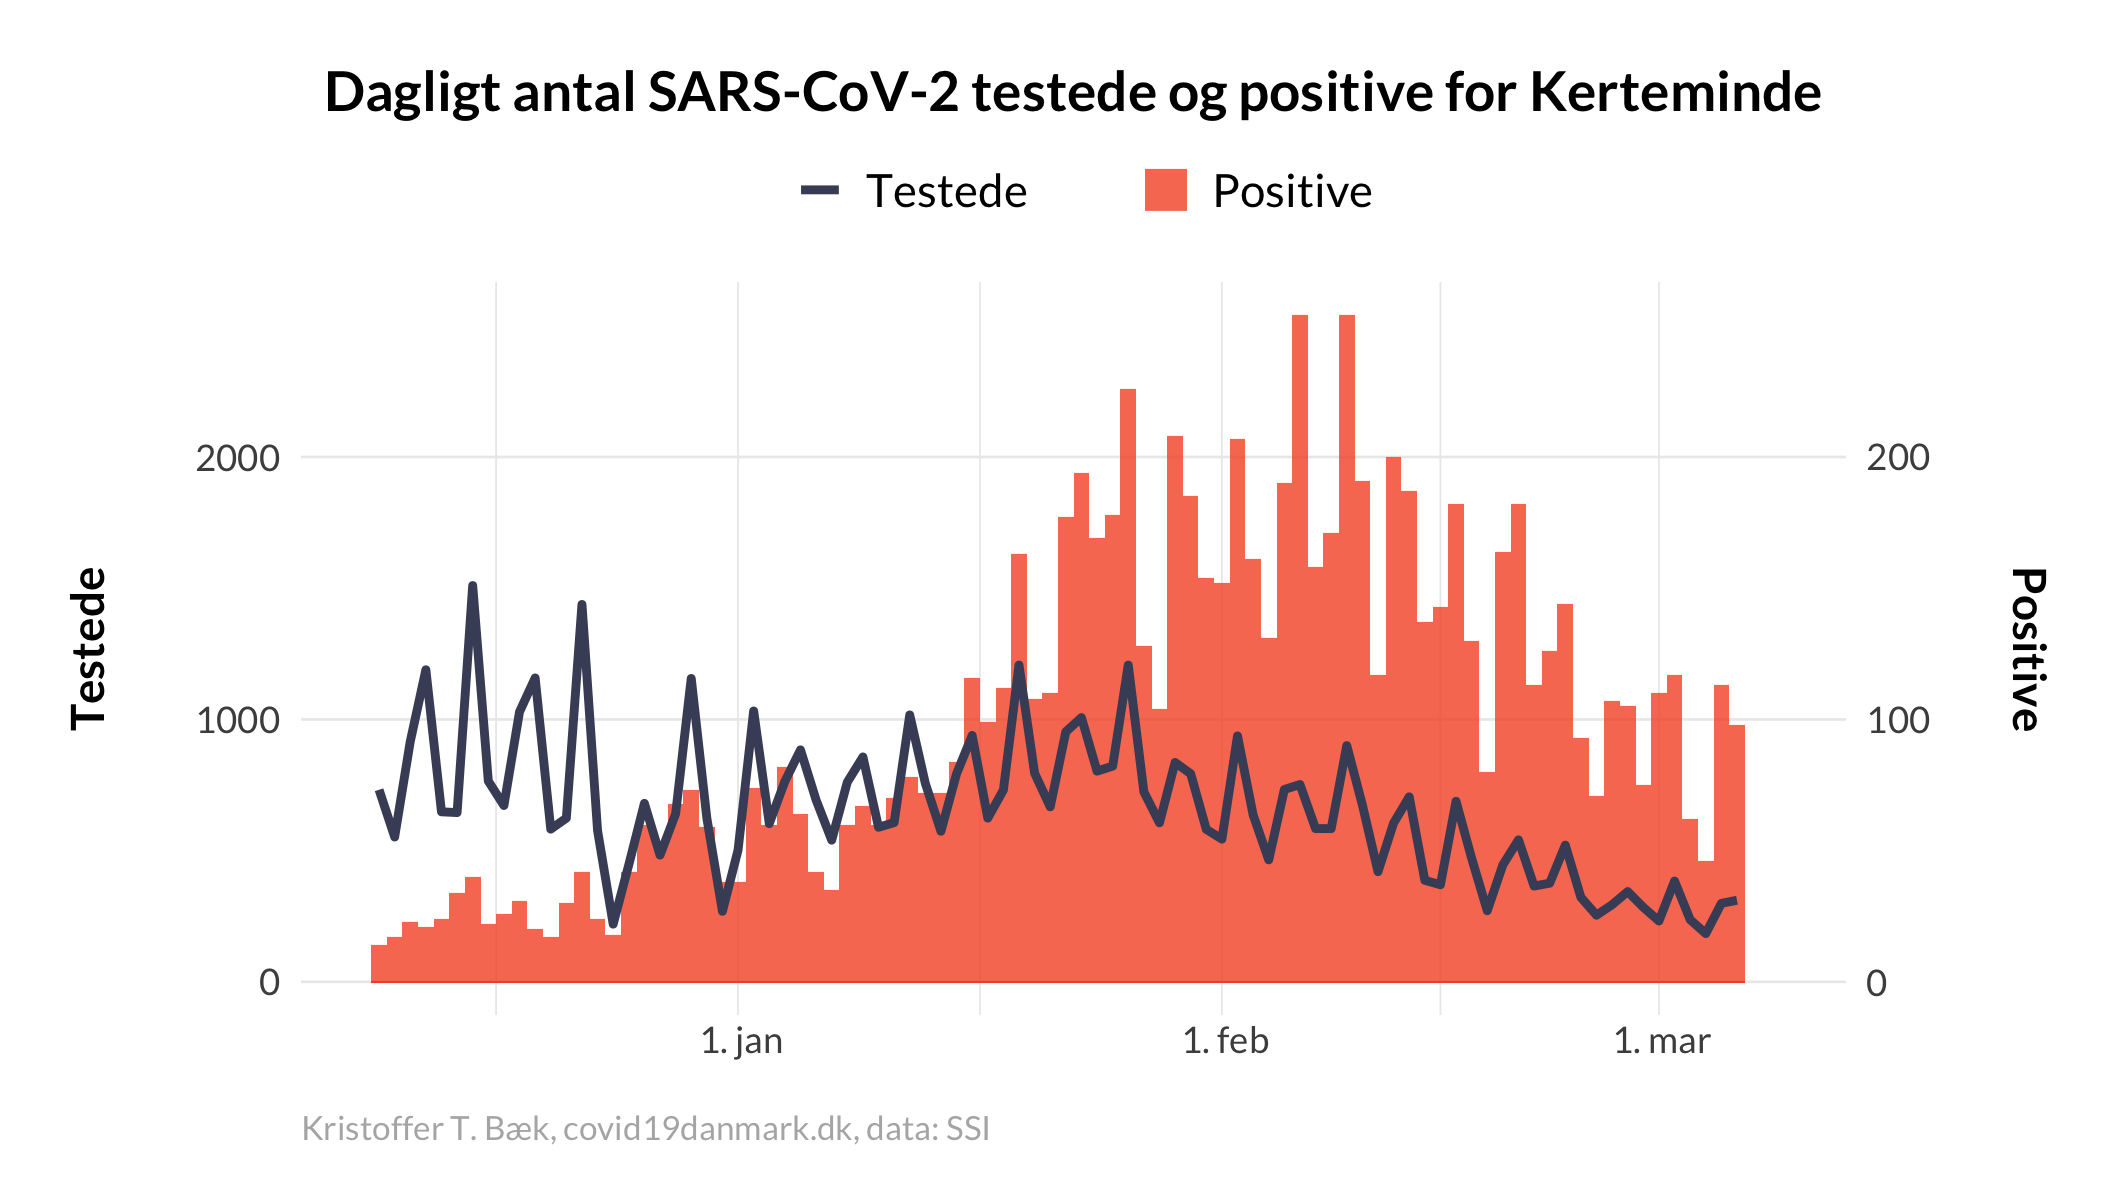 Dagligt antal SARS-CoV-2 testede og positive for Kerteminde
Testede
Positive
2000
1000
0
200
100
0
Testede
Positive
1. jan
1. feb
1. mar
Kristoffer T. Bæk, covid19danmark.dk, data: SSI